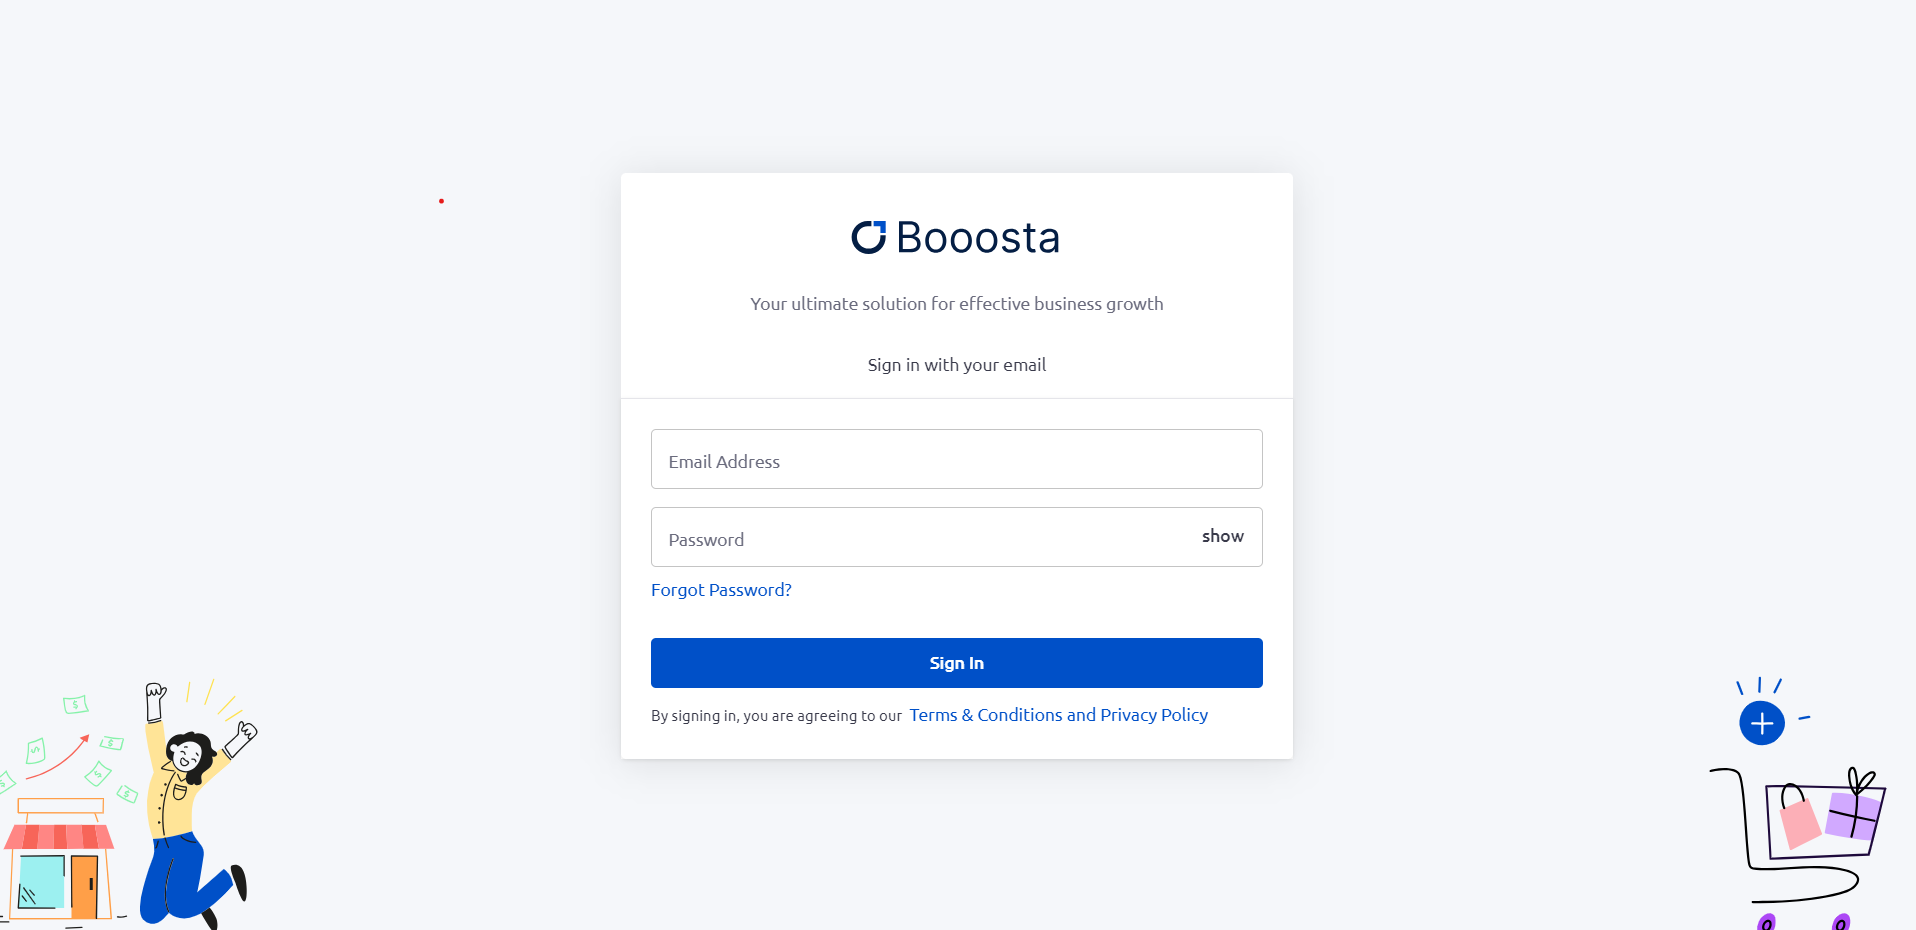 Booosta
Your ultimate solution for effective business growth
Sign in with your email
Email Address
Password
show
Forgot Password?
Sign In
By signing in, you are agreeing to our Terms & Conditions and Privacy Policy
$
$
$
$
$
$